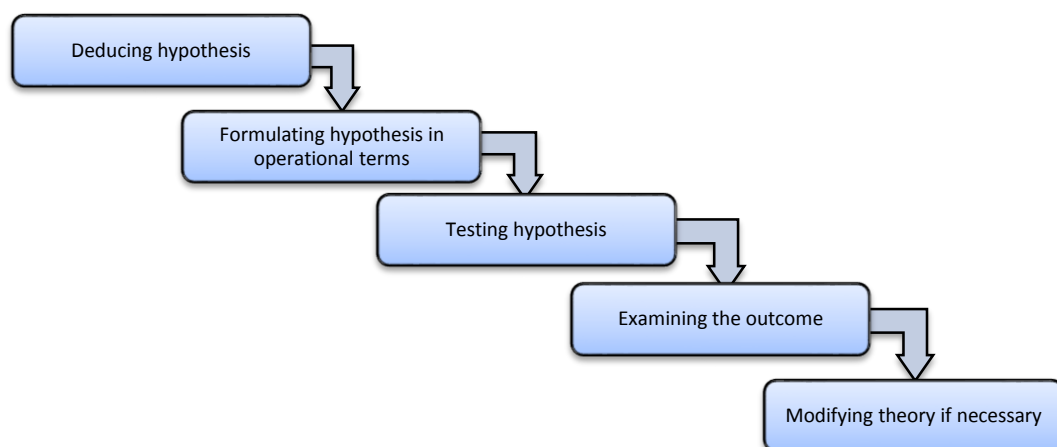 Deducing hypothesis
Formulating hypothesis in
operational terms
Testing hypothesis
Examining the outcome
Modifying theory if necessary